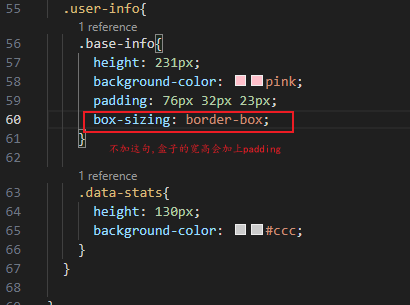 55 .user-info{
1 reference
56 .base-info{
57 height: 231px;
58 background-color: pink;
59 padding: 76px 32px 23px;
60 box-sizing: border-box;
61 }
不加这句,盒子的宽高会加上padding
62
1 reference
63 .data-stats{
64 height: 130px;
65 background-color: #ccc;
66 }
67 }
68